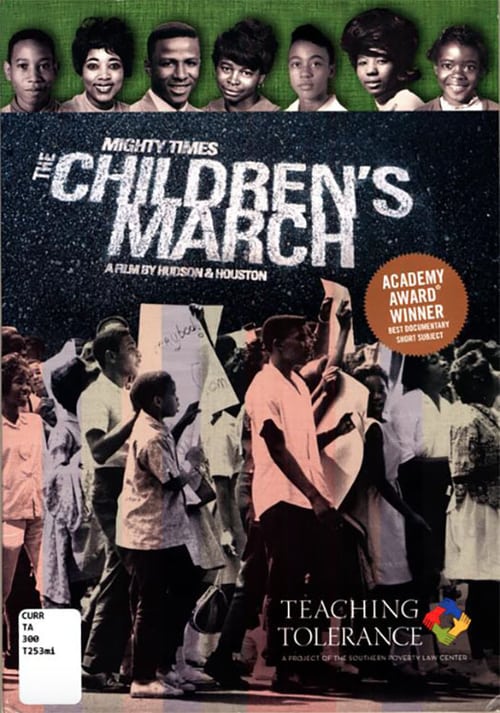 MIGHTY TIMES
THE
CHILDREN'S
MARCH
A FILM BY HUDSON & HOUSTON
ACADEMY
AWARD®
WINNER
BEST DOCUMENTARY
SHORT SUBJECT
CURR
TA
300
T253mi
TEACHING
TOLERANCE
A PROJECT OF THE SOUTHERN POVERTY LAW CENTER